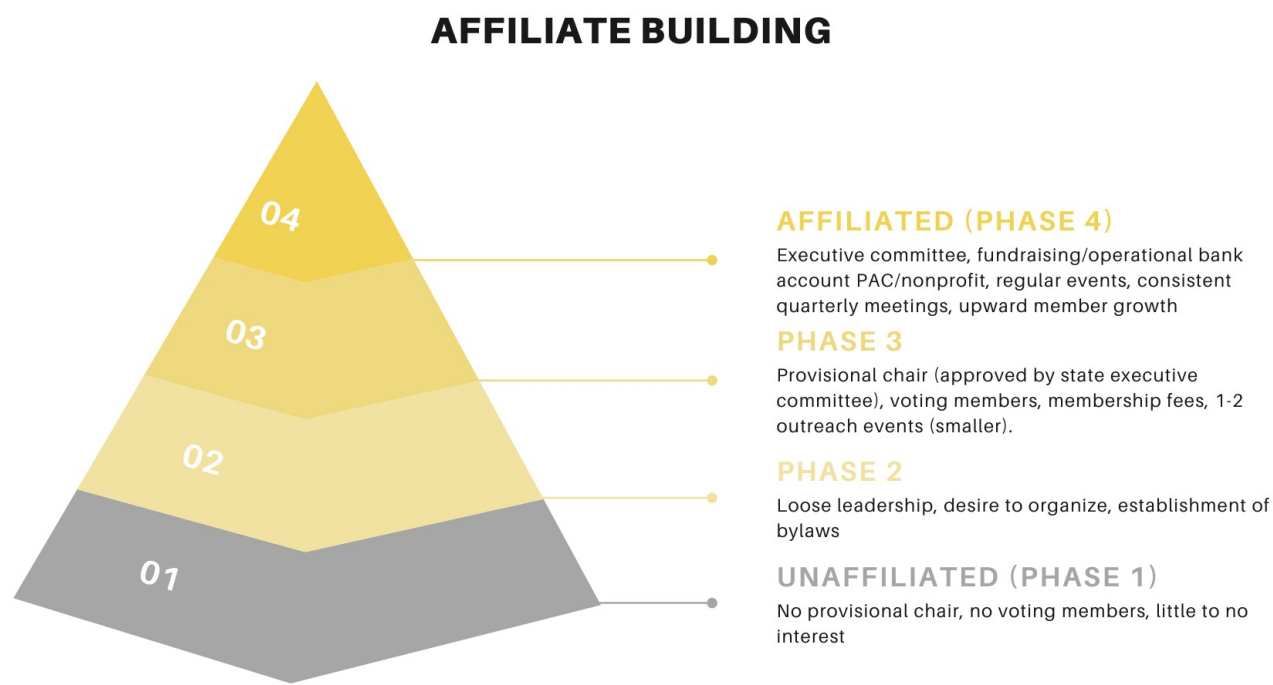 AFFILIATE BUILDING
04
03
02
01
AFFILIATED (PHASE 4)
Executive committee, fundraising/operational bank
account PAC/nonprofit, regular events, consistent
quarterly meetings, upward member growth
PHASE 3
Provisional chair (approved by state executive
committee), voting members, membership fees, 1-2
outreach events (smaller).
PHASE 2
Loose leadership, desire to organize, establishment of
bylaws
UNAFFILIATED (PHASE 1)
No provisional chair, no voting members, little to no
interest